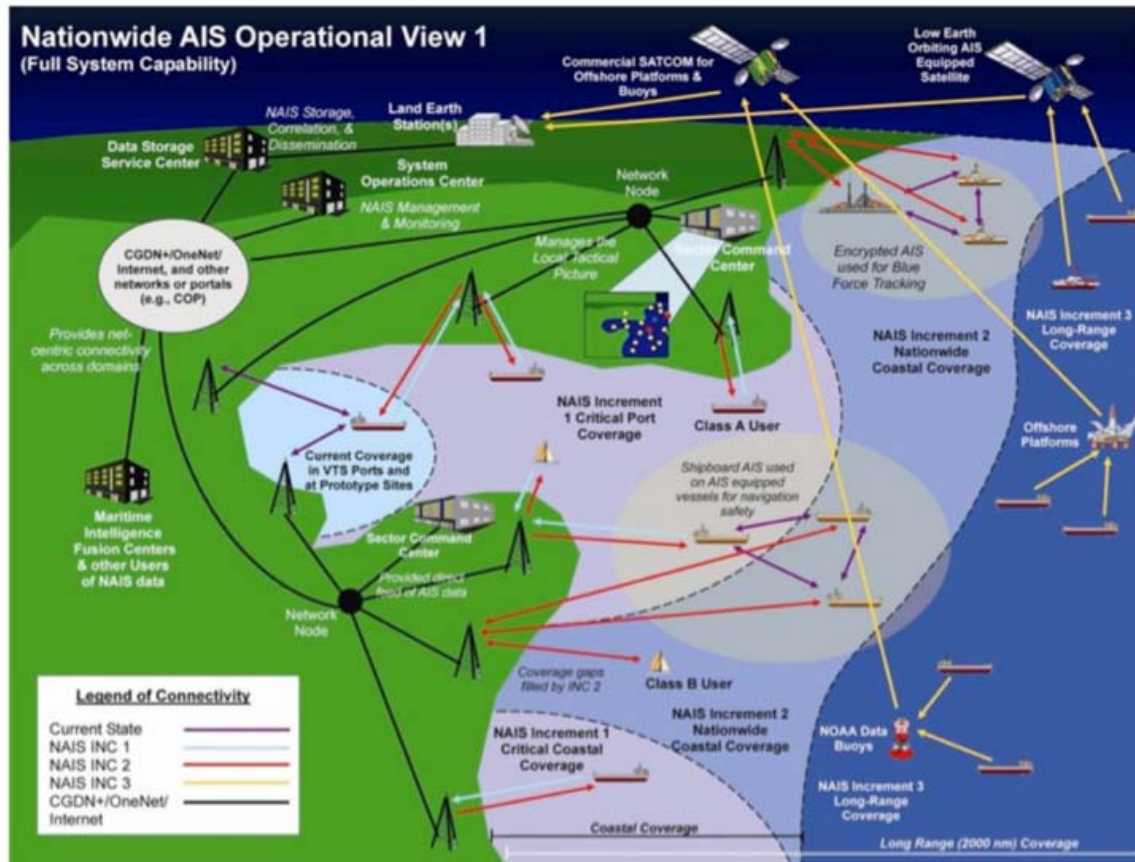 Nationwide AIS Operational View 1
(Full System Capability)
Commercial SATCOM for
Offshore Platforms &
Buoys
Low Earth
Orbiting AIS
Equipped
Satellite
NAIS Storage,
Correlation, &
Dissemination
Land Earth
Station(s)
Data Storage
Service Center
System
Operations Center
NAIS Management
& Monitoring
Network
Node
Manages the
Local Tactical
Picture
Sector Command
Center
Encrypted AIS
used for Blue
Force Tracking
CGDN+/OneNet/
Internet, and other
networks or portals
(e.g., COP)
Provides net-
centric connectivity
across domains
NAIS Increment 3
Long-Range
Coverage
NAIS Increment 2
Nationwide
Coastal Coverage
NAIS Increment
1 Critical Port
Coverage
Class A User
Offshore
Platforms
Current Coverage
in VTS Ports and
at Prototype Sites
Shipboard AIS used
on AIS equipped
vessels for navigation
safety
Maritime
Intelligence
Fusion Centers
& other Users
of NAIS data
Sector Command
Center
Provided direct
feed of AIS data
Network
Node
Coverage gaps
filled by INC 2
Class B User
NAIS Increment 2
Nationwide
Coastal Coverage
NAIS Increment 1
Critical Coastal
Coverage
NOAA Data
Buoys
NAIS Increment 3
Long-Range
Coverage
Legend of Connectivity
Current State
NAIS INC 1
NAIS INC 2
NAIS INC 3
CGDN+/OneNet/
Internet
Coastal Coverage
Long Range (2000 nm) Coverage